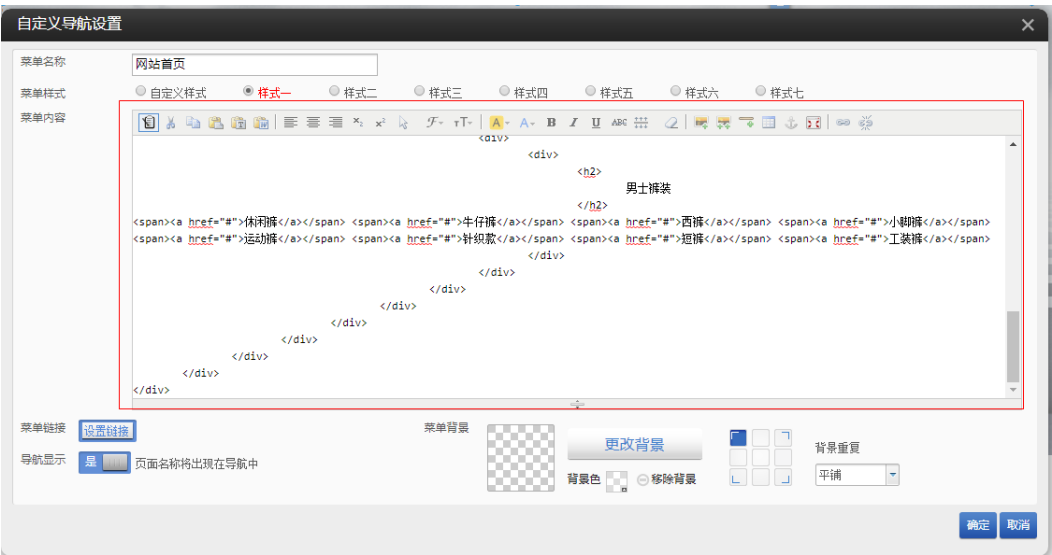 自定义导航设置
菜单名称 网站首页
菜单样式 自定义样式 样式一 样式二 样式三 样式四 样式五 样式六 样式七
菜单内容
<div>
<div>
<h2>
男士裤装
</h2>
<span><a href="#">休闲裤</a></span> <span><a href="#">牛仔裤</a></span> <span><a href="#">西裤</a></span> <span><a href="#">小脚裤</a></span>
<span><a href="#">运动裤</a></span> <span><a href="#">针织款</a></span> <span><a href="#">短裤</a></span> <span><a href="#">工装裤</a></span>
</div>
</div>
</div>
</div>
</div>
</div>
</div>
</div>
</div>
菜单链接 设置链接 菜单背景 更改背景 背景重复
导航显示 是 页面名称将出现在导航中 背景色 移除背景 平铺
确定 取消